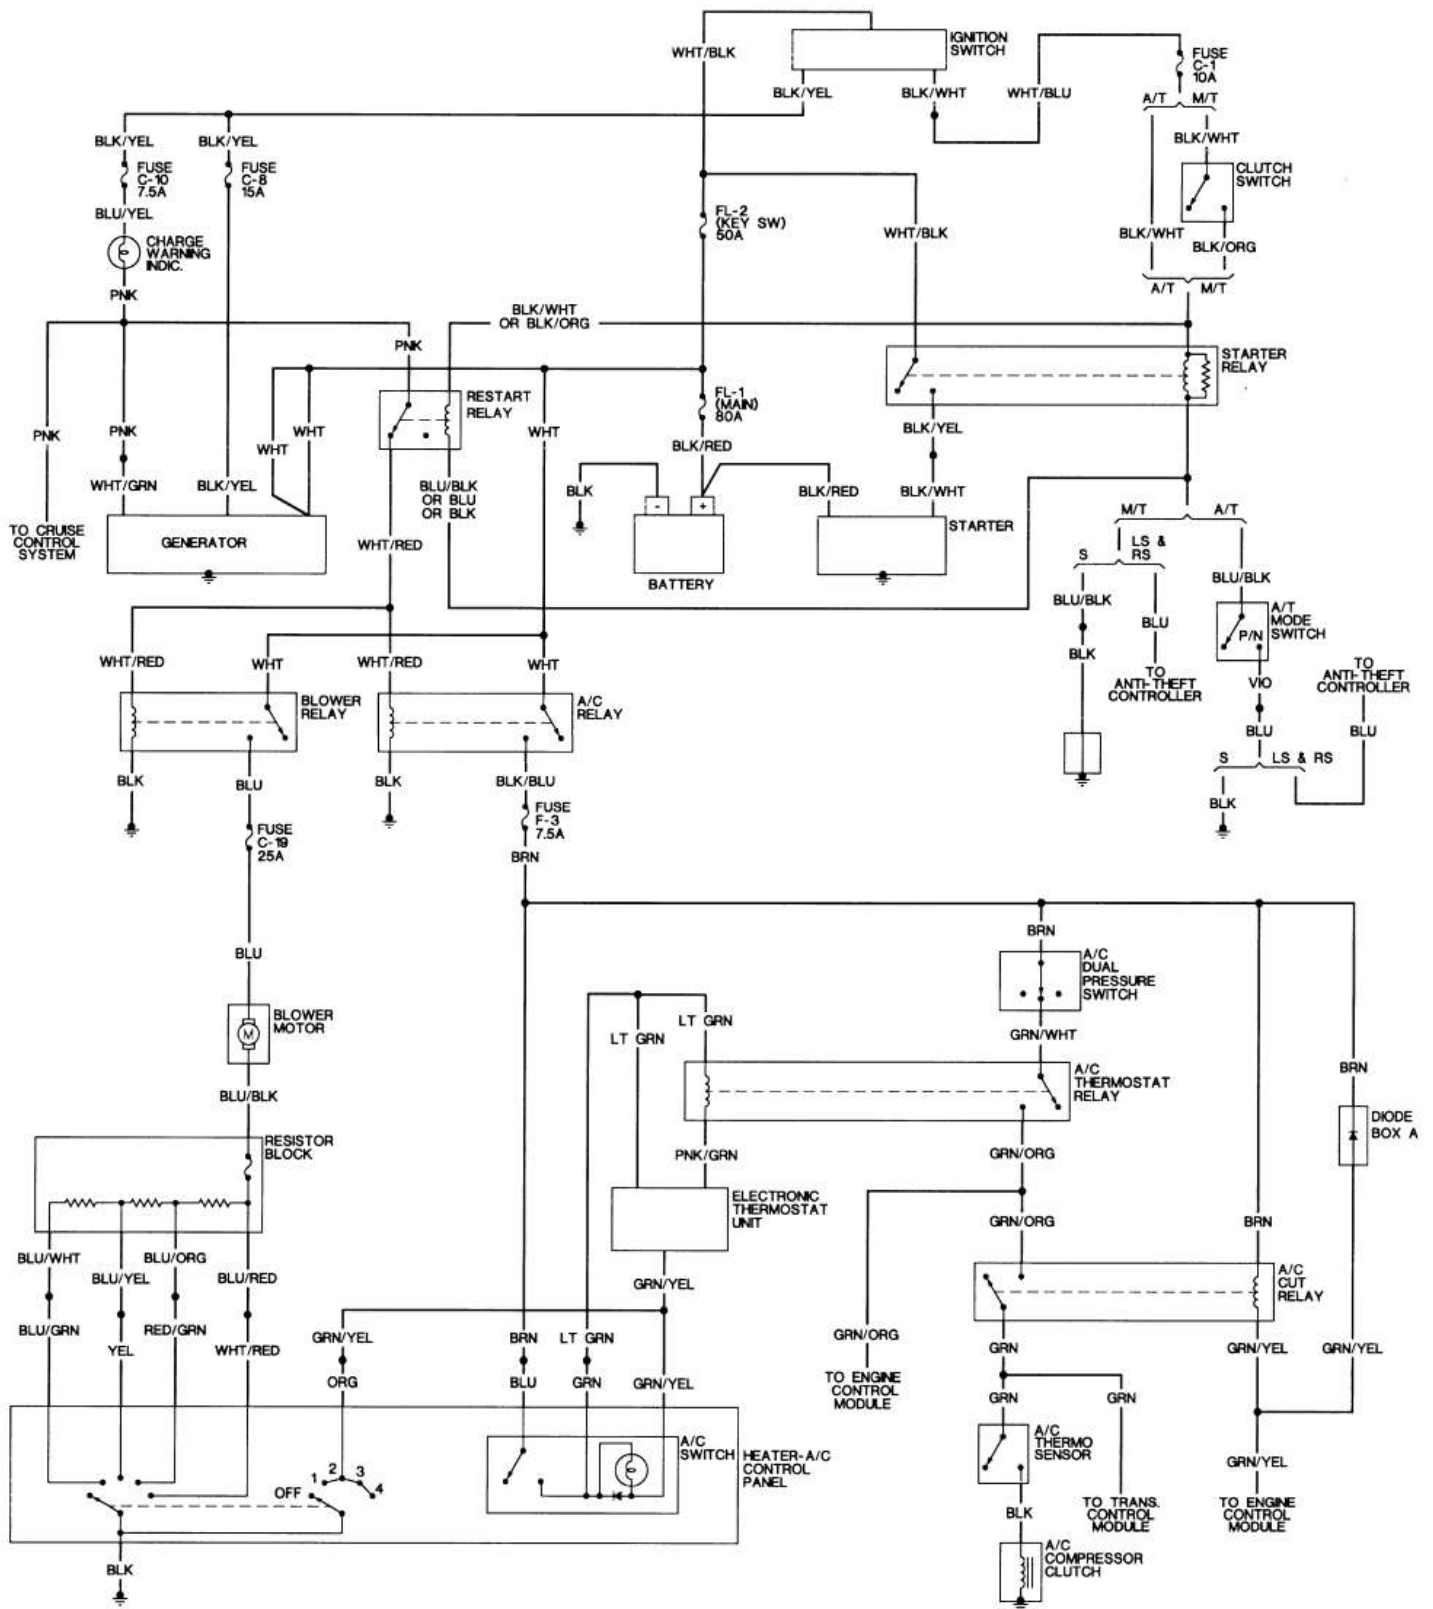 IGNITION
SWITCH
WHT/BLK
FUSE
C-1
10A
BLK/YEL
BLK/WHT
WHT/BLU
A/T
M/T
BLK/YEL
BLK/YEL
BLK/WHT
FUSE
C-10
7.5A
FUSE
C-8
15A
CLUTCH
SWITCH
BLU/YEL
FL-2
(KEY SW)
50A
WHT/BLK
BLK/WHT
BLK/ORG
CHARGE
WARNING
INDIC.
PNK
A/T
M/T
BLK/WHT
OR BLK/ORG
PNK
PNK
STARTER
RELAY
RESTART
RELAY
FL-1
(MAIN)
80A
PNK
PNK
WHT
WHT
WHT
BLK/RED
BLK/YEL
WHT/GRN
BLK/YEL
BLU/BLK
OR BLU
OR BLK
BLK
-
+
BLK/RED
BLK/WHT
TO CRUISE
CONTROL
SYSTEM
GENERATOR
WHT/RED
BATTERY
STARTER
M/T
A/T
S
LS &
RS
BLU/BLK
BLU/BLK
BLU
A/T
MODE
SWITCH
P/N
BLK
TO
ANTI-THEFT
CONTROLLER
VIO
TO
ANTI-THEFT
CONTROLLER
BLU
BLU
WHT/RED
WHT
WHT/RED
WHT
BLOWER
RELAY
A/C
RELAY
BLK
BLU
BLK
BLK/BLU
S
LS & RS
BLK
FUSE
C-19
25A
FUSE
F-3
7.5A
BRN
BLU
BRN
A/C
DUAL
PRESSURE
SWITCH
BLOWER
MOTOR
M
LT GRN
LT GRN
GRN/WHT
A/C
THERMOSTAT
RELAY
BRN
BLU/BLK
DIODE
BOX A
RESISTOR
BLOCK
PNK/GRN
GRN/ORG
ELECTRONIC
THERMOSTAT
UNIT
GRN/ORG
BRN
BLU/WHT
BLU/YEL
BLU/ORG
BLU/RED
GRN/YEL
A/C
CUT
RELAY
BLU/GRN
YEL
RED/GRN
WHT/RED
GRN/YEL
BRN
LT GRN
GRN/ORG
GRN
GRN/YEL
GRN/YEL
ORG
BLU
GRN
GRN/YEL
TO ENGINE
CONTROL
MODULE
GRN
GRN
A/C
SWITCH
HEATER-A/C
CONTROL
PANEL
A/C
THERMO
SENSOR
GRN/YEL
OFF
1
2
3
4
TO TRANS.
CONTROL
MODULE
TO ENGINE
CONTROL
MODULE
BLK
BLK
A/C
COMPRESSOR
CLUTCH